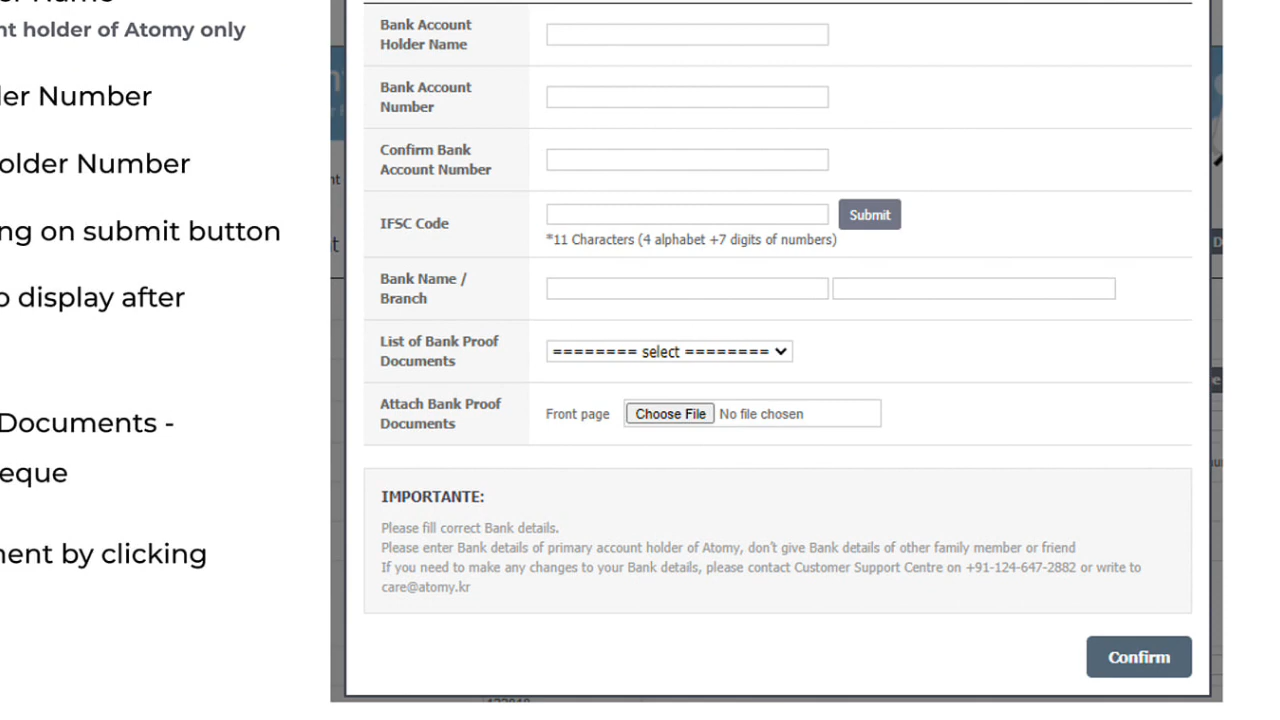 nt holder of Atomy only
Number
Number
on submit button
display after
Documents -
by clicking
Bank Account
Holder Name
Bank Account
Number
Confirm Bank
Account Number
IFSC Code
Submit
*11 Characters (4 alphabet +7 digits of numbers)
Bank Name /
Branch
List of Bank Proof
Documents
======== select ========
Attach Bank Proof
Documents
Front page
Choose File
No file chosen
IMPORTANTE:
Please fill correct Bank details.
Please enter Bank details of primary account holder of Atomy, don't give Bank details of other family member or friend
If you need to make any changes to your Bank details, please contact Customer Support Centre on +91-124-647-2882 or write to
care@atomy.kr
Confirm